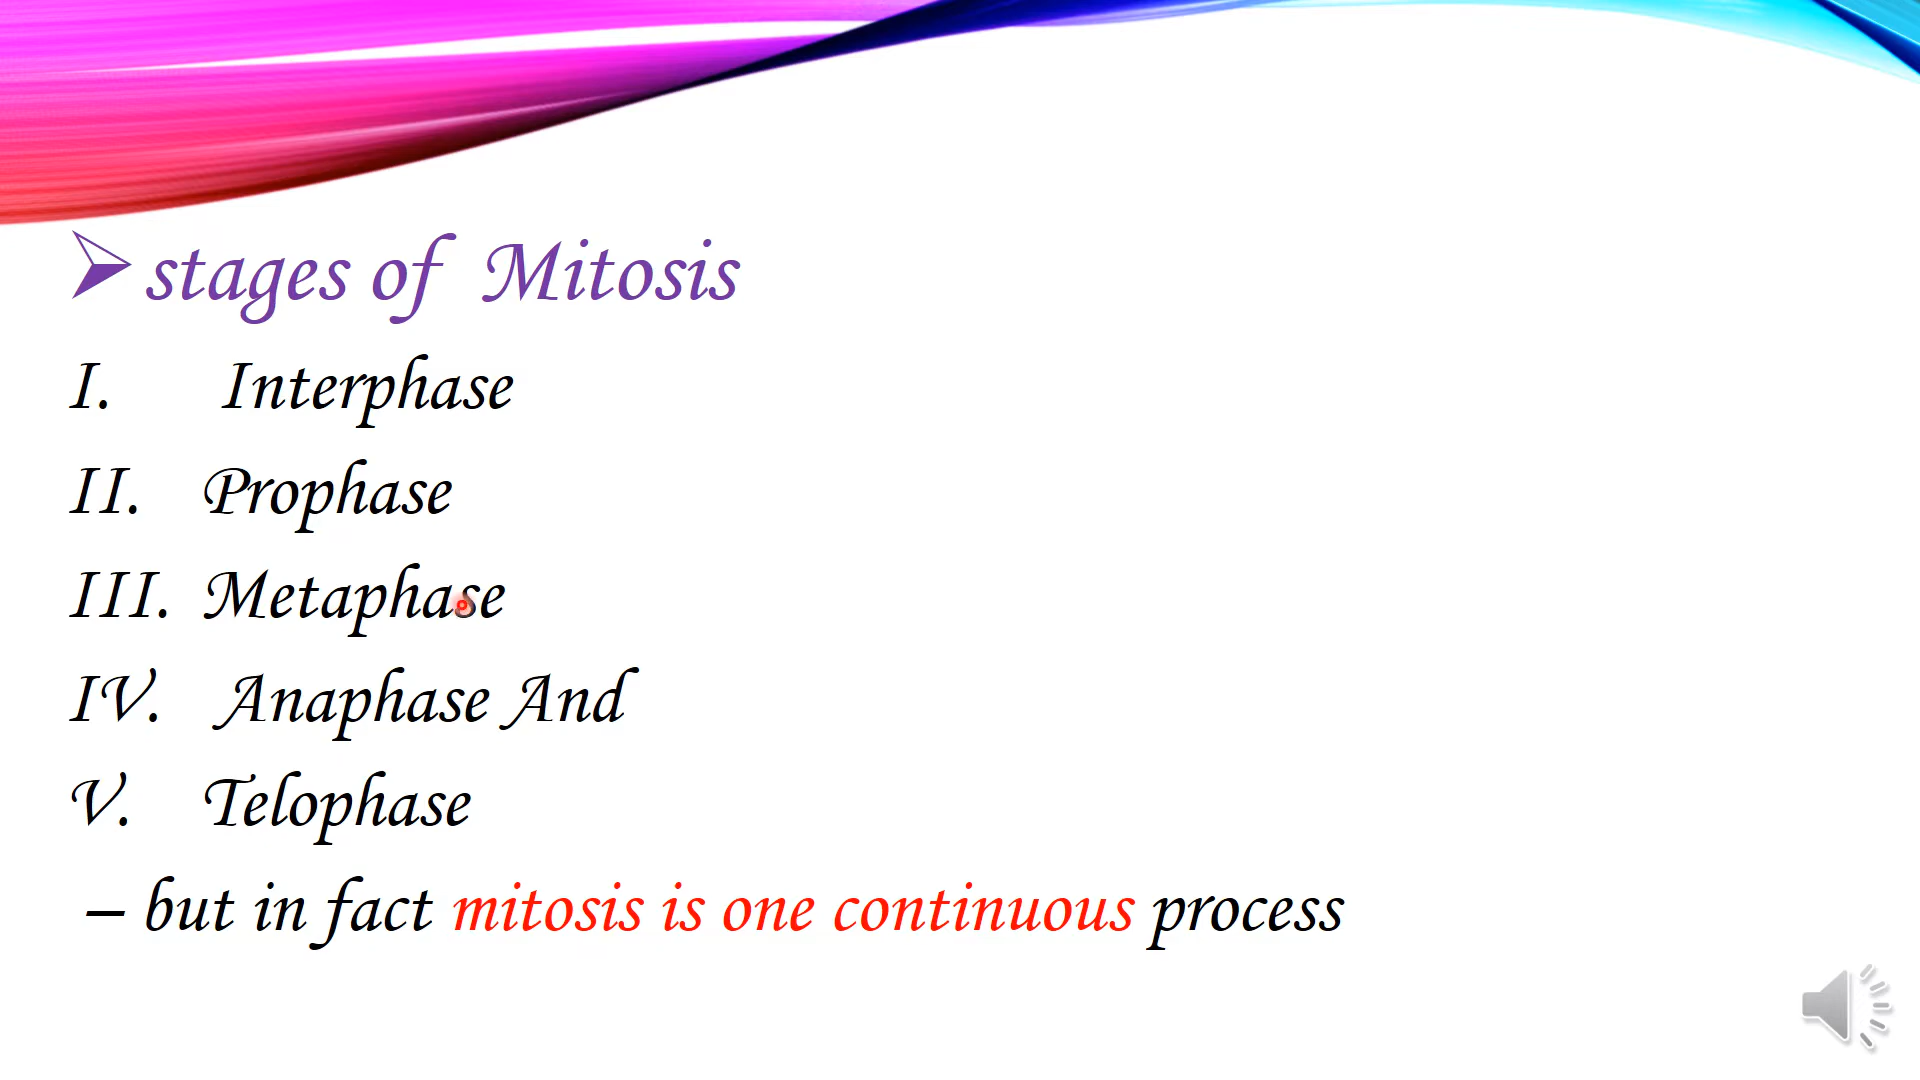 stages of Mitosis
I. Interphase
II. Prophase
III. Metaphase
IV. Anaphase And
V. Telophase
– but in fact mitosis is one continuous process